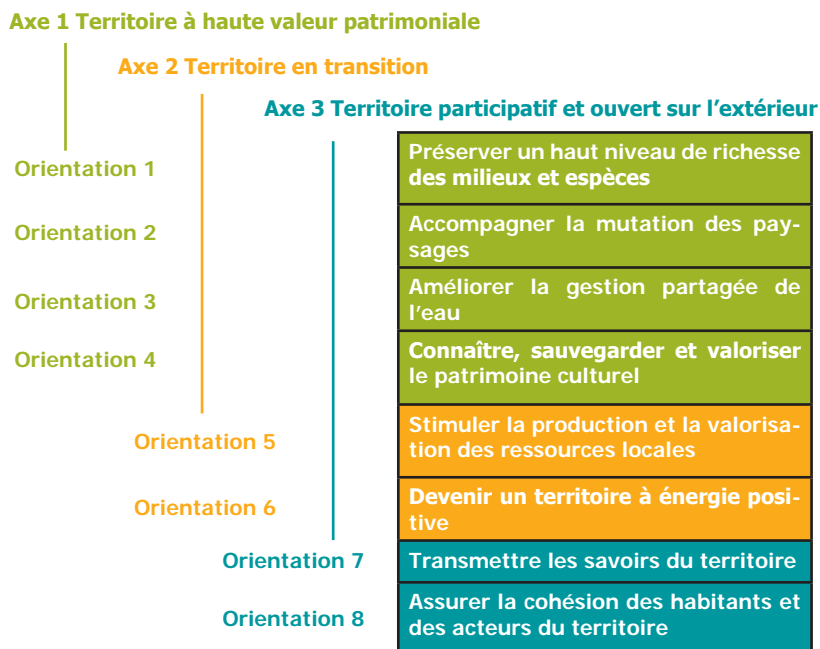 Axe 1 Territoire à haute valeur patrimoniale
Axe 2 Territoire en transition
Axe 3 Territoire participatif et ouvert sur l'extérieur
Orientation 1
Préserver un haut niveau de richesse
des milieux et espèces
Orientation 2
Accompagner la mutation des pay-
sages
Orientation 3
Améliorer la gestion partagée de
l'eau
Orientation 4
Connaître, sauvegarder et valoriser
le patrimoine culturel
Orientation 5
Stimuler la production et la valorisa-
tion des ressources locales
Orientation 6
Devenir un territoire à énergie posi-
tive
Orientation 7
Transmettre les savoirs du territoire
Orientation 8
Assurer la cohésion des habitants et
des acteurs du territoire